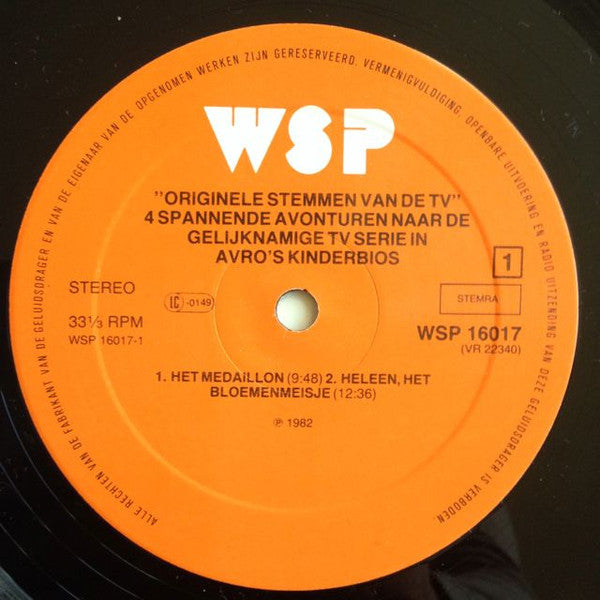 ALLE RECHTEN VAN DE FABRIKANT VAN DE GELUIDSDRAGER EN VAN DE EIGENAAR VAN DE OPGENOMEN WERKEN ZIJN GERESERVEERD. VERMENIGVULDIGING, OPENBARE UITVOERING EN RADIO UITZENDING VAN DEZE GELUIDSDRAGER IS VERBODEN.
WSP
"ORIGINELE STEMMEN VAN DE TV"
4 SPANNENDE AVONTUREN NAAR DE
GELIJKNAMIGE TV SERIE IN
AVRO'S KINDERBIOS
1
STEREO
LC -0149
STEMRA
33⅓ RPM
WSP 16017
WSP 16017-1
(VR 22340)
1. HET MEDAILLON (9:48) 2. HELEEN, HET
BLOEMENMEISJE (12:36)
℗ 1982